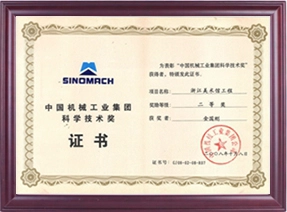 SINOMACH
中国机械工业集团
科学技术奖
证书
为表彰“中国机械工业集团科学技术奖”
获得者，特颁发此证书。
项目名称：浙江美术馆工程
奖励等级：二等奖
获奖者：
证书号：